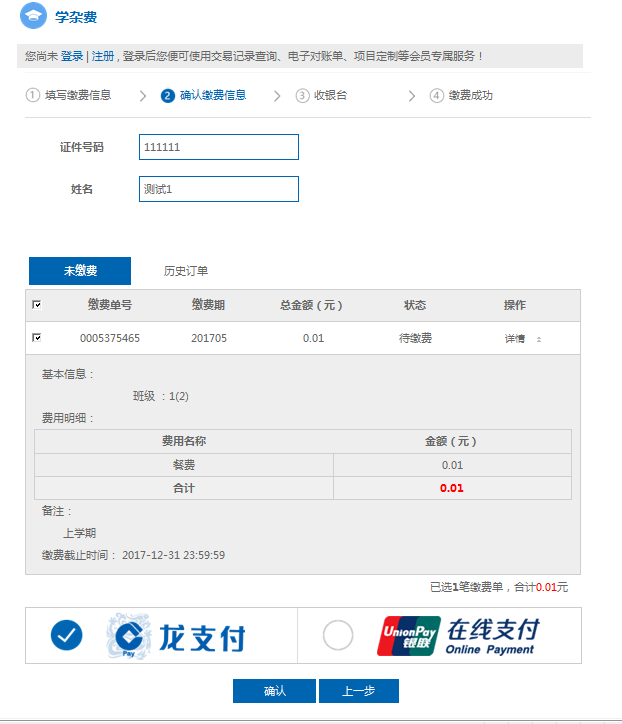 学杂费
您尚未 登录 | 注册 , 登录后您便可使用交易记录查询、电子对账单、项目定制等会员专属服务！
1 填写缴费信息 2 确认缴费信息 3 收银台 4 缴费成功
证件号码 111111
姓名 测试1
未缴费 历史订单
缴费单号 缴费期 总金额（元） 状态 操作
0005375465 201705 0.01 待缴费 详情
基本信息：
班级 ：1(2)
费用明细：
费用名称 金额（元）
餐费 0.01
合计 0.01
备注：
上学期
缴费截止时间： 2017-12-31 23:59:59
已选1笔缴费单，合计0.01元
Pay 龙支付 UnionPay 银联 在线支付 Online Payment
确认 上一步